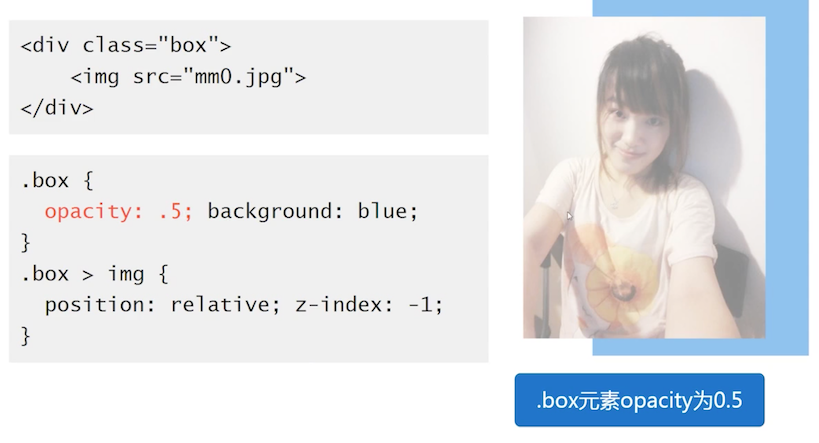 <div class="box">
    <img src="mm0.jpg">
</div>
.box {
  opacity: .5; background: blue;
}
.box > img {
  position: relative; z-index: -1;
}
.box元素opacity为0.5